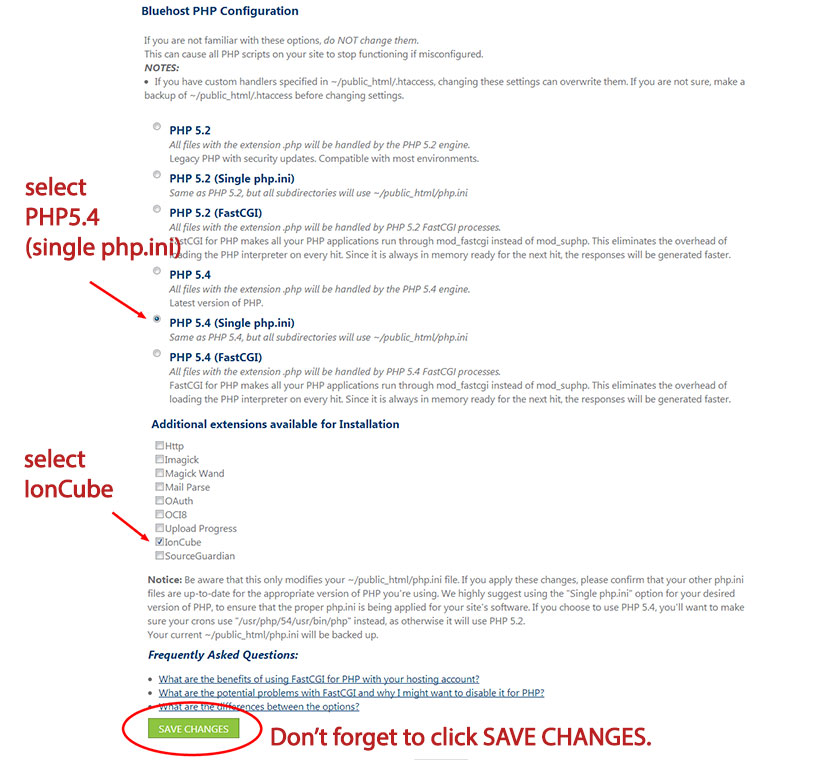 Bluehost PHP Configuration
If you are not familiar with these options, do NOT change them.
This can cause all PHP scripts on your site to stop functioning if misconfigured.
NOTES:
• If you have custom handlers specified in ~/public_html/.htaccess, changing these settings can overwrite them. If you are not sure, make a
backup of ~/public_html/.htaccess before changing settings.
PHP 5.2
All files with the extension .php will be handled by the PHP 5.2 engine.
Legacy PHP with security updates. Compatible with most environments.
PHP 5.2 (Single php.ini)
Same as PHP 5.2, but all subdirectories will use ~/public_html/php.ini
select
PHP5.4
(single php.ini)
PHP 5.2 (FastCGI)
All files with the extension .php will be handled by PHP 5.2 FastCGI processes.
FastCGI for PHP makes all your PHP applications run through mod_fastcgi instead of mod_suphp. This eliminates the overhead of
loading the PHP interpreter on every hit. Since it is always in memory ready for the next hit, the responses will be generated faster.
PHP 5.4
All files with the extension .php will be handled by the PHP 5.4 engine.
Latest version of PHP.
PHP 5.4 (Single php.ini)
Same as PHP 5.4, but all subdirectories will use ~/public_html/php.ini
PHP 5.4 (FastCGI)
All files with the extension .php will be handled by PHP 5.4 FastCGI processes.
FastCGI for PHP makes all your PHP applications run through mod_fastcgi instead of mod_suphp. This eliminates the overhead of
loading the PHP interpreter on every hit. Since it is always in memory ready for the next hit, the responses will be generated faster.
Additional extensions available for Installation
Http
Imagick
Magick Wand
Mail Parse
OAuth
OCI8
Upload Progress
IonCube
SourceGuardian
select
IonCube
Notice: Be aware that this only modifies your ~/public_html/php.ini file. If you apply these changes, please confirm that your other php.ini
files are up-to-date for the appropriate version of PHP you're using. We highly suggest using the "Single php.ini" option for your desired
version of PHP, to ensure that the proper php.ini is being applied for your site's software. If you choose to use PHP 5.4, you'll want to make
sure your crons use "/usr/php/54/usr/bin/php" instead, as otherwise it will use PHP 5.2.
Your current ~/public_html/php.ini will be backed up.
Frequently Asked Questions:
• What are the benefits of using FastCGI for PHP with your hosting account?
• What are the potential problems with FastCGI and why I might want to disable it for PHP?
• What are the differences between the options?
SAVE CHANGES
Don't forget to click SAVE CHANGES.